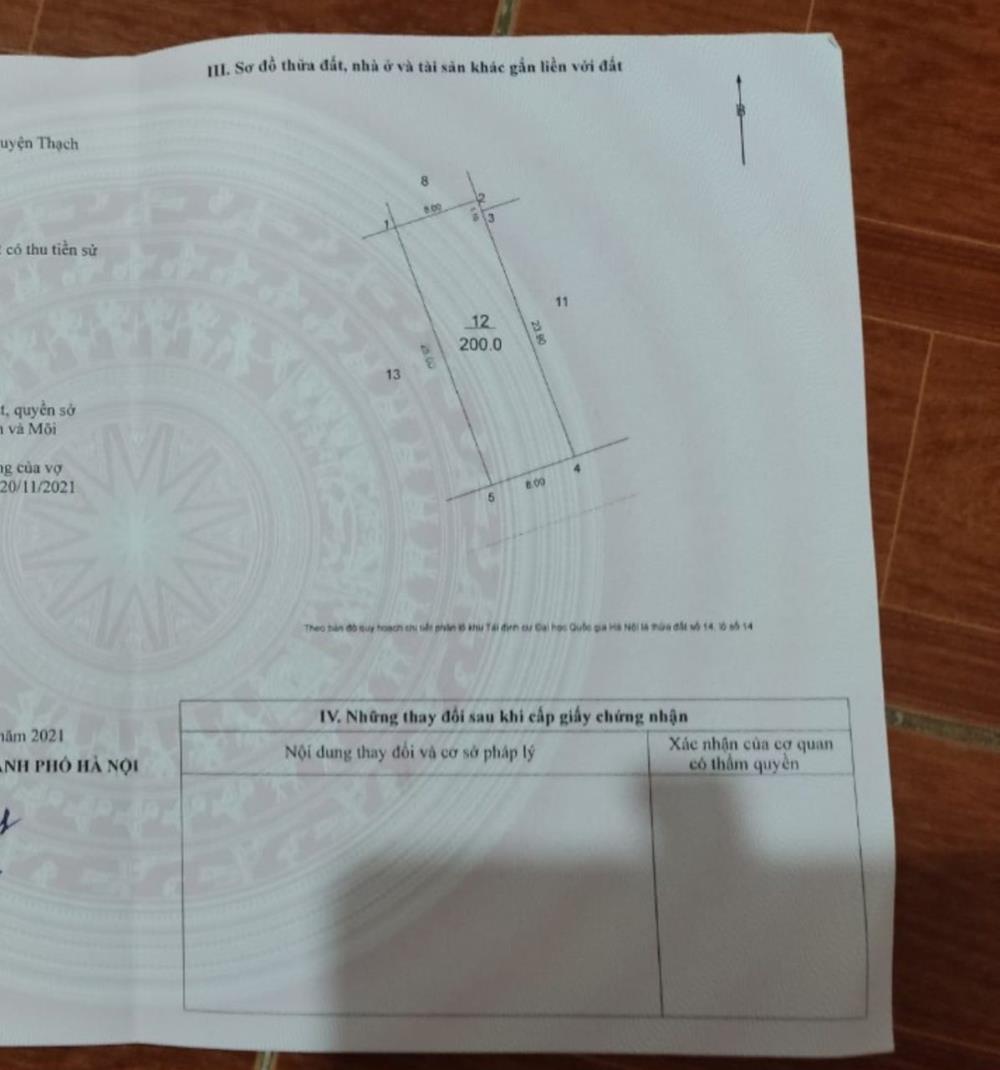 III. Sơ đồ thửa đất, nhà ở và tài sản khác gắn liền với đất
B
uyện Thạch
có thu tiền sử
t, quyền sở
và Môi
ng của vợ
20/11/2021
năm 2021
ANH PHỐ HÀ NỘI
8
1
8.00
2
3
11
12
200.0
23.80
13
4
8.00
5
Theo bản đồ quy hoạch chi tiết phân lô khu Tái định cư Đại học Quốc gia Hà Nội là thửa đất số 14, lô số 14
IV. Những thay đổi sau khi cấp giấy chứng nhận
Nội dung thay đổi và cơ sở pháp lý
Xác nhận của cơ quan
có thẩm quyền